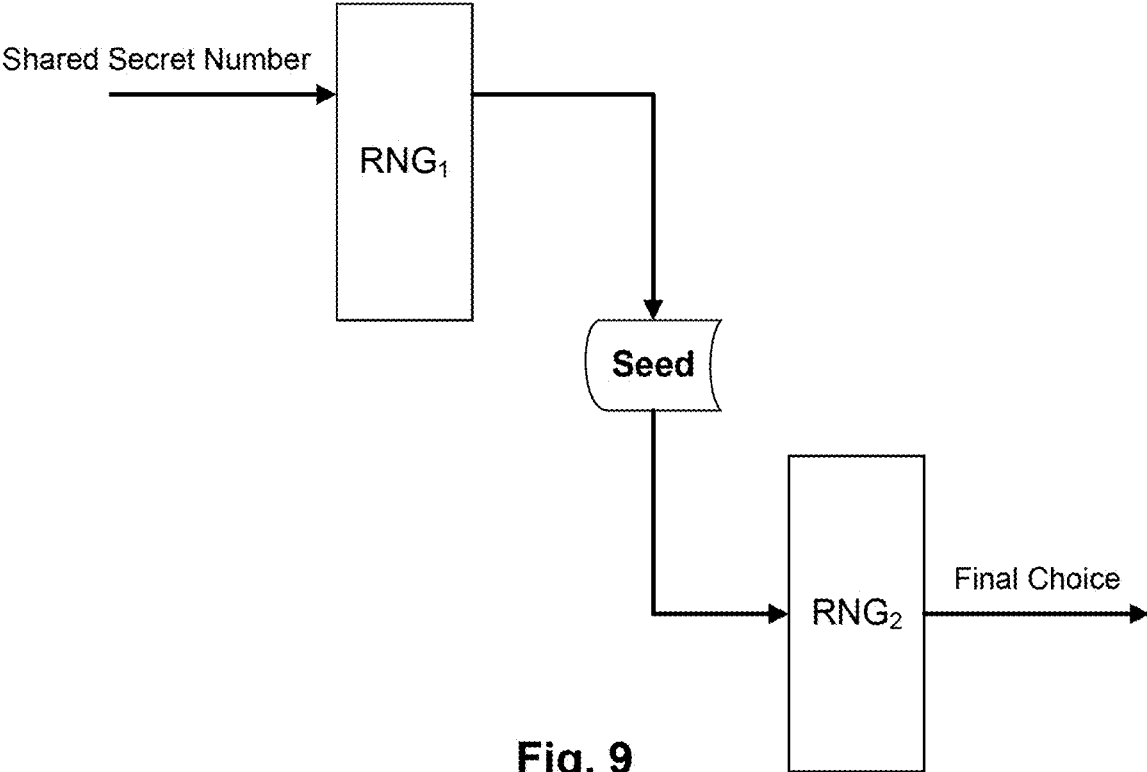 Shared Secret Number
RNG₁
Seed
Final Choice
RNG₂
Fig. 9